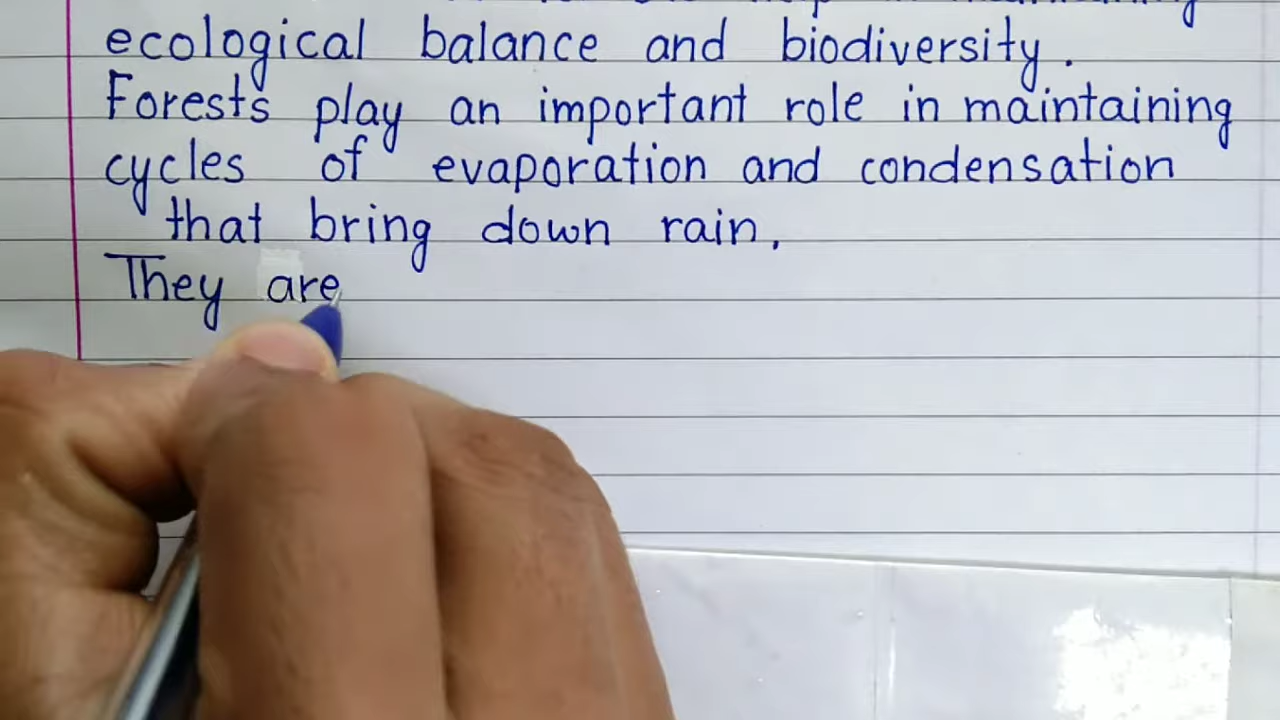 ecological balance and biodiversity.
Forests play an important role in maintaining
cycles of evaporation and condensation
that bring down rain.
They are